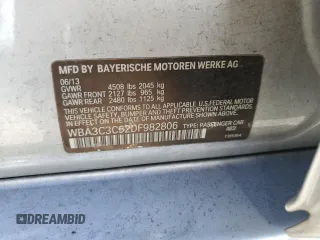 MFD BY BAYERISCHE MOTOREN WERKE AG
06/13
GVWR 4508 lbs 2045 kg
GAWR FRONT 2127 lbs 965 kg
GAWR REAR 2480 lbs 1125 kg
THIS VEHICLE CONFORMS TO ALL APPLICABLE U.S. FEDERAL MOTOR
VEHICLE SAFETY, BUMPER, AND THEFT PREVENTION STANDARDS
IN EFFECT ON THE DATE OF MANUFACTURE SHOWN ABOVE.
WBA3C3C52DF982806 TYPE: PASSENGER CAR
DREAMBID